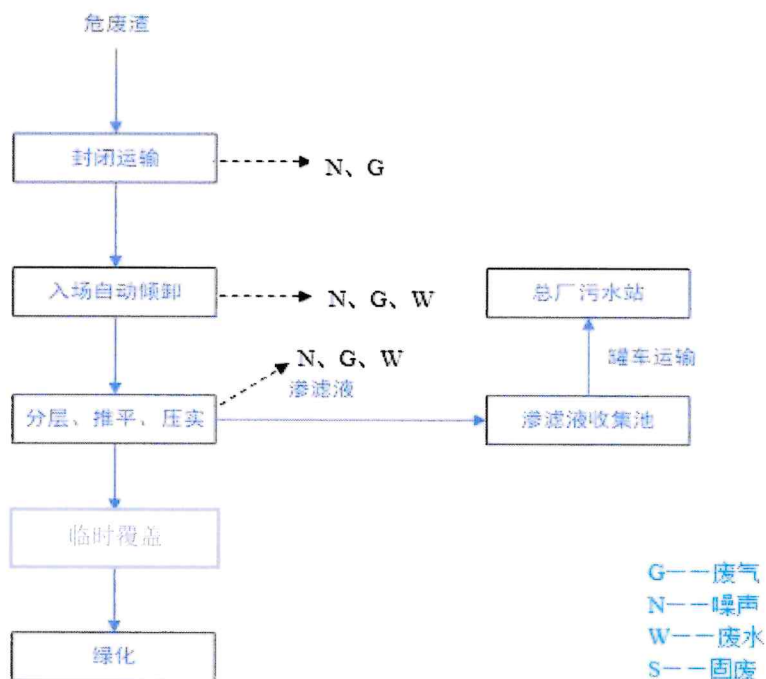 危废渣
封闭运输
N、G
入场自动倾卸
N、G、W
总厂污水站
N、G、W
罐车运输
渗滤液
分层、推平、压实
渗滤液收集池
临时覆盖
绿化
G——废气
N——噪声
W——废水
S——固废